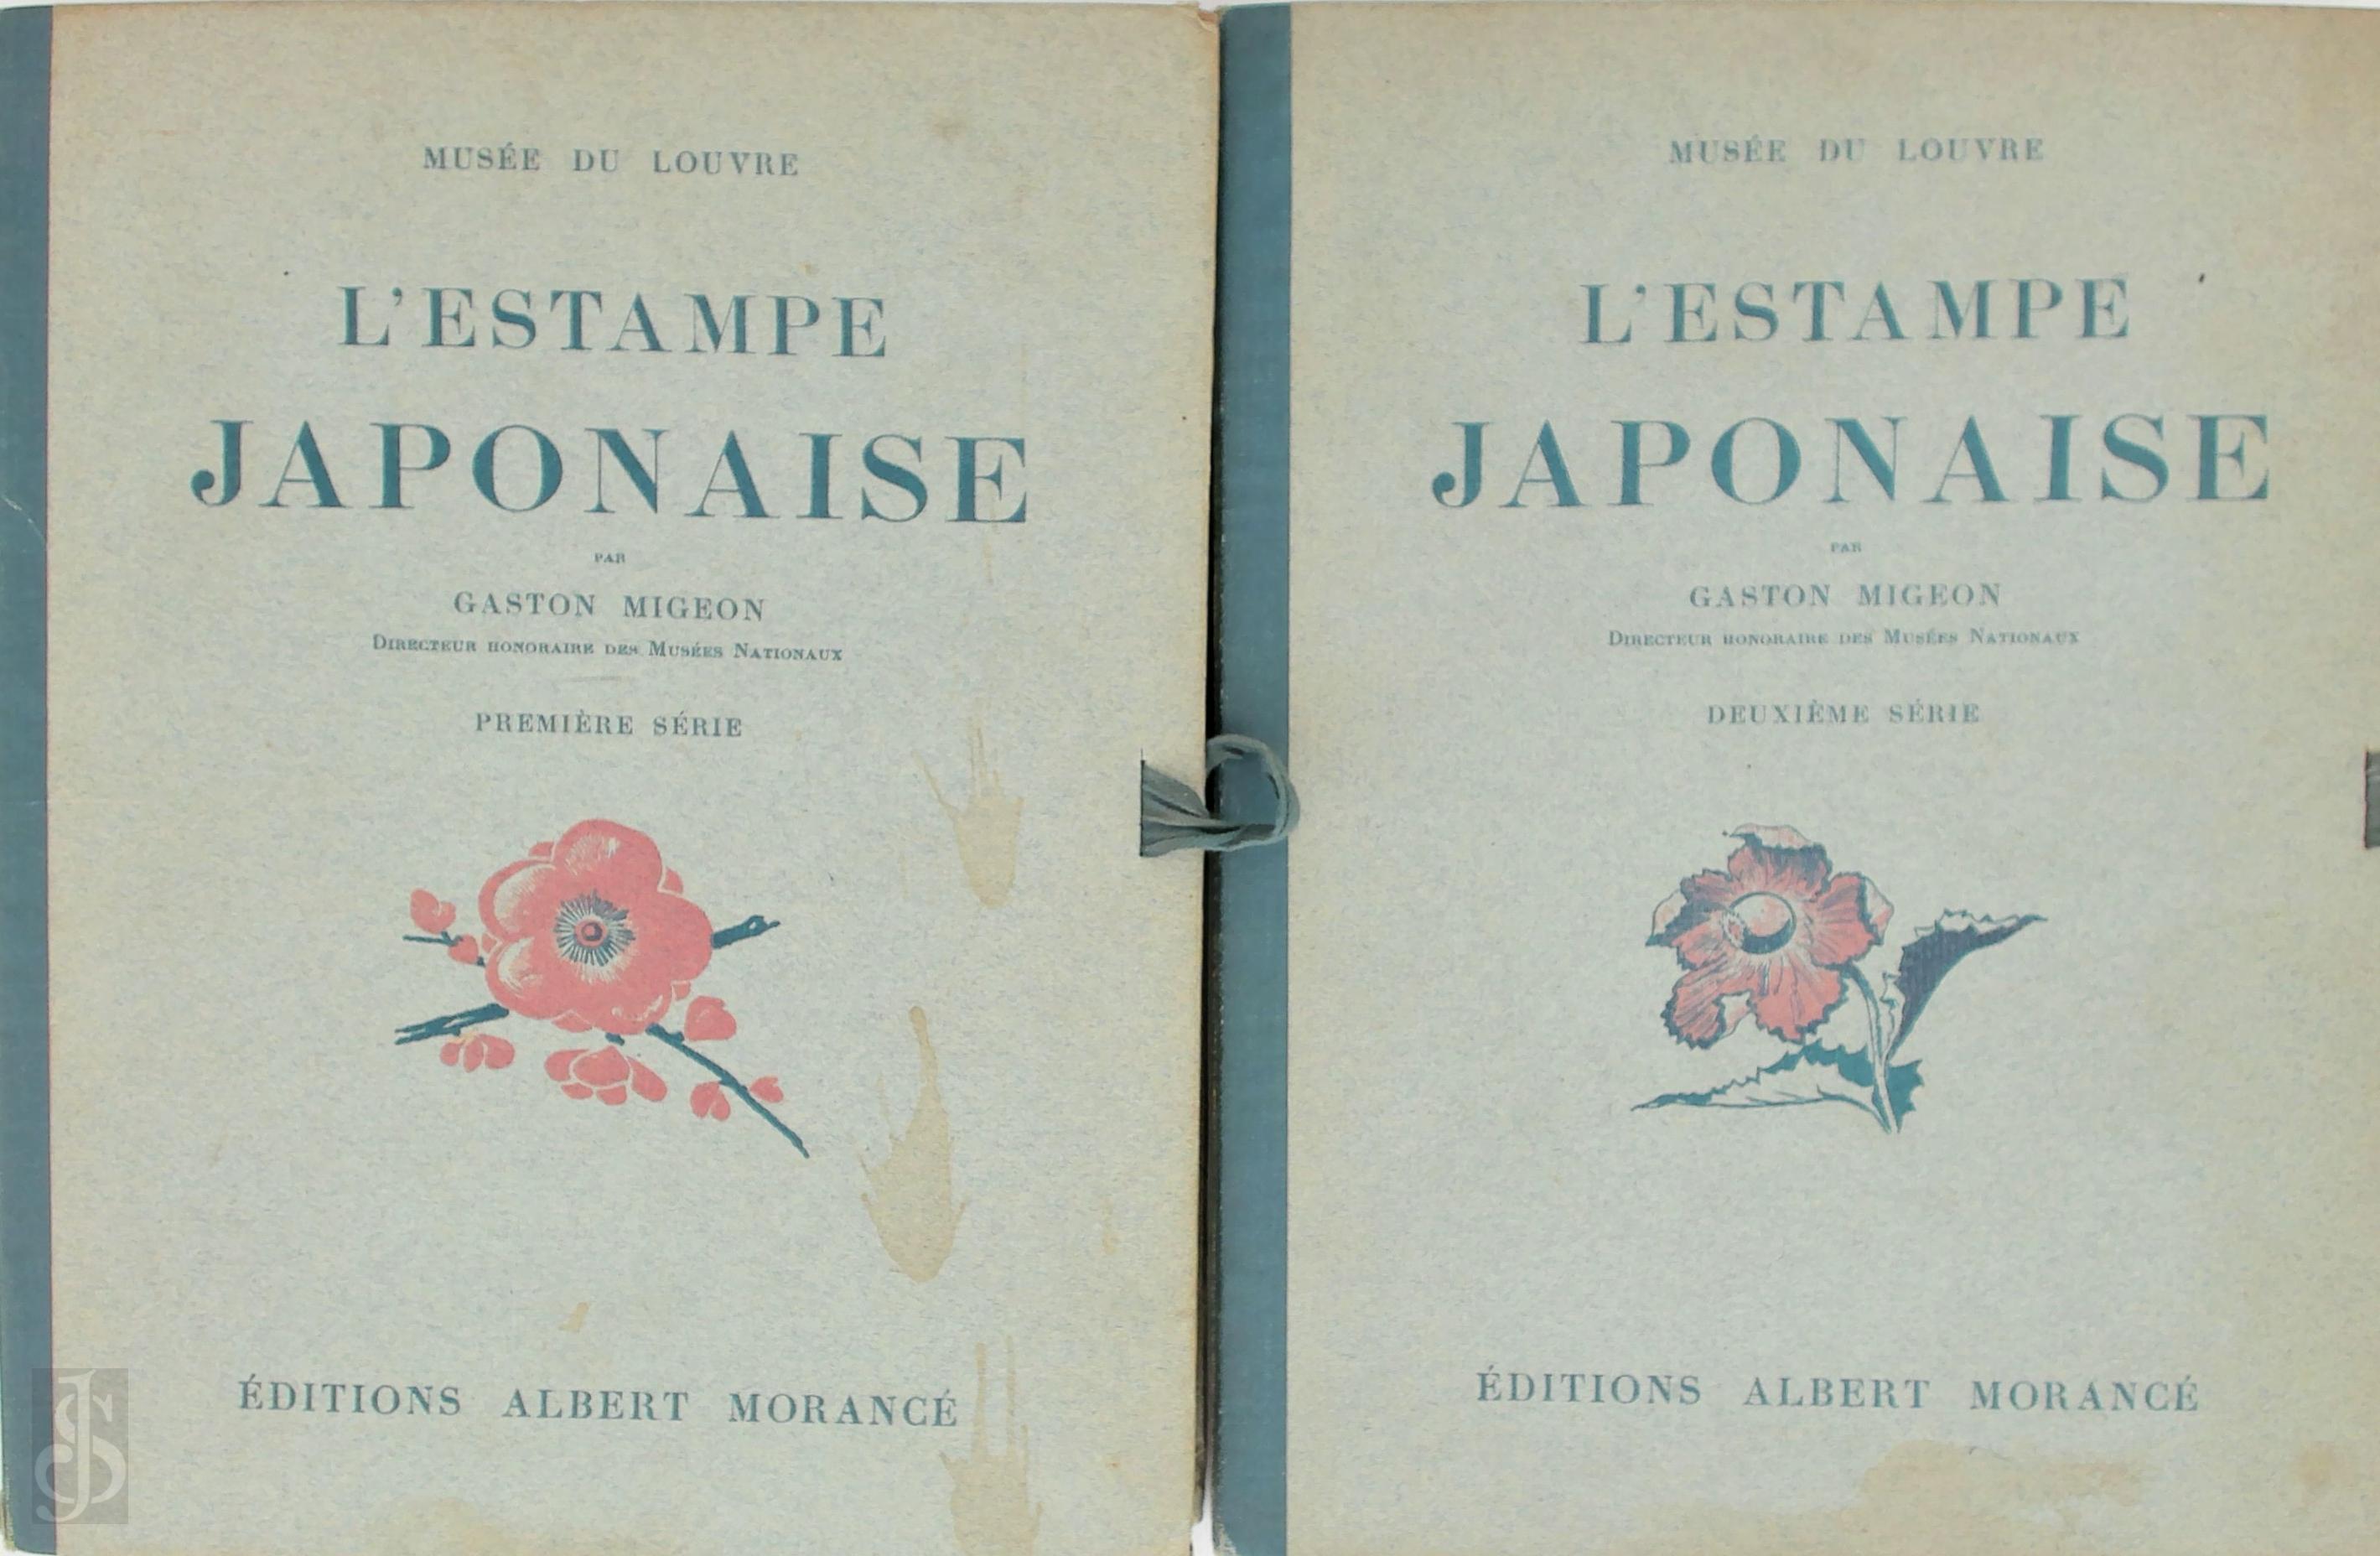 MUSÉE DU LOUVRE
L'ESTAMPE
JAPONAISE
PAR
GASTON MIGEON
DIRECTEUR HONORAIRE DES MUSÉES NATIONAUX
PREMIÈRE SÉRIE
ÉDITIONS ALBERT MORANCÉ
MUSÉE DU LOUVRE
L'ESTAMPE
JAPONAISE
PAR
GASTON MIGEON
DIRECTEUR HONORAIRE DES MUSÉES NATIONAUX
DEUXIÈME SÉRIE
ÉDITIONS ALBERT MORANCÉ
JS